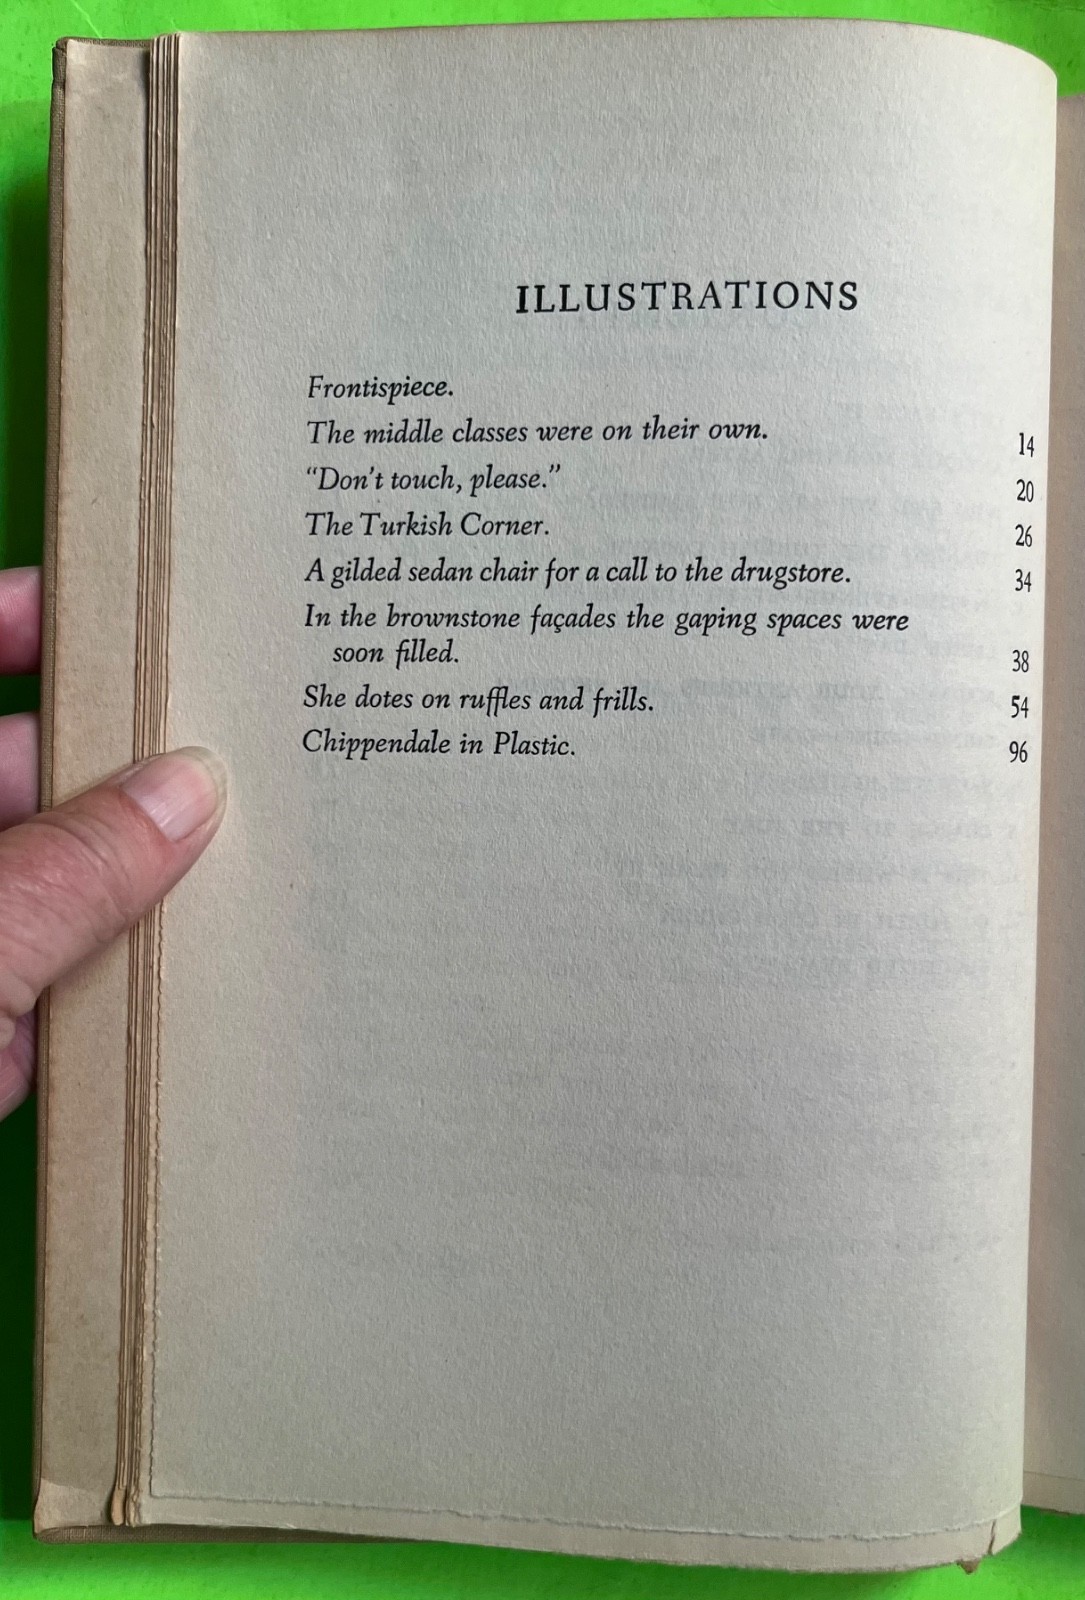 ILLUSTRATIONS
Frontispiece.
The middle classes were on their own. 14
“Don't touch, please.” 20
The Turkish Corner. 26
A gilded sedan chair for a call to the drugstore. 34
In the brownstone façades the gaping spaces were
soon filled. 38
She dotes on ruffles and frills. 54
Chippendale in Plastic. 96